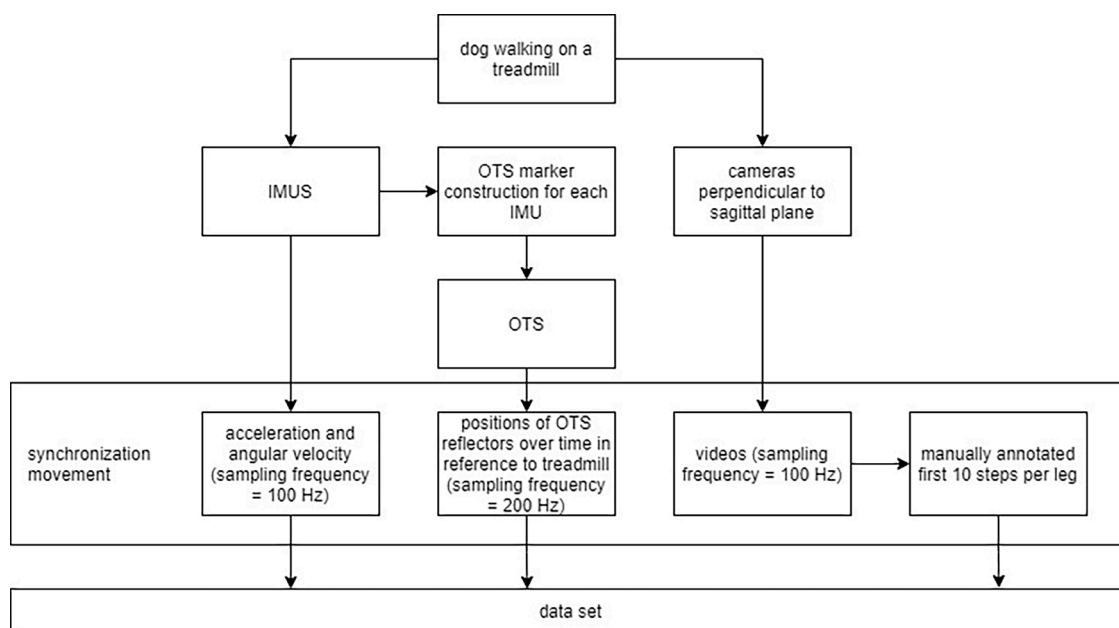 dog walking on a
treadmill
IMUS
OTS marker
construction for each
IMU
cameras
perpendicular to
sagittal plane
OTS
synchronization
movement
acceleration and
angular velocity
(sampling frequency
= 100 Hz)
positions of OTS
reflectors over time in
reference to treadmill
(sampling frequency
= 200 Hz)
videos (sampling
frequency = 100 Hz)
manually annotated
first 10 steps per leg
data set